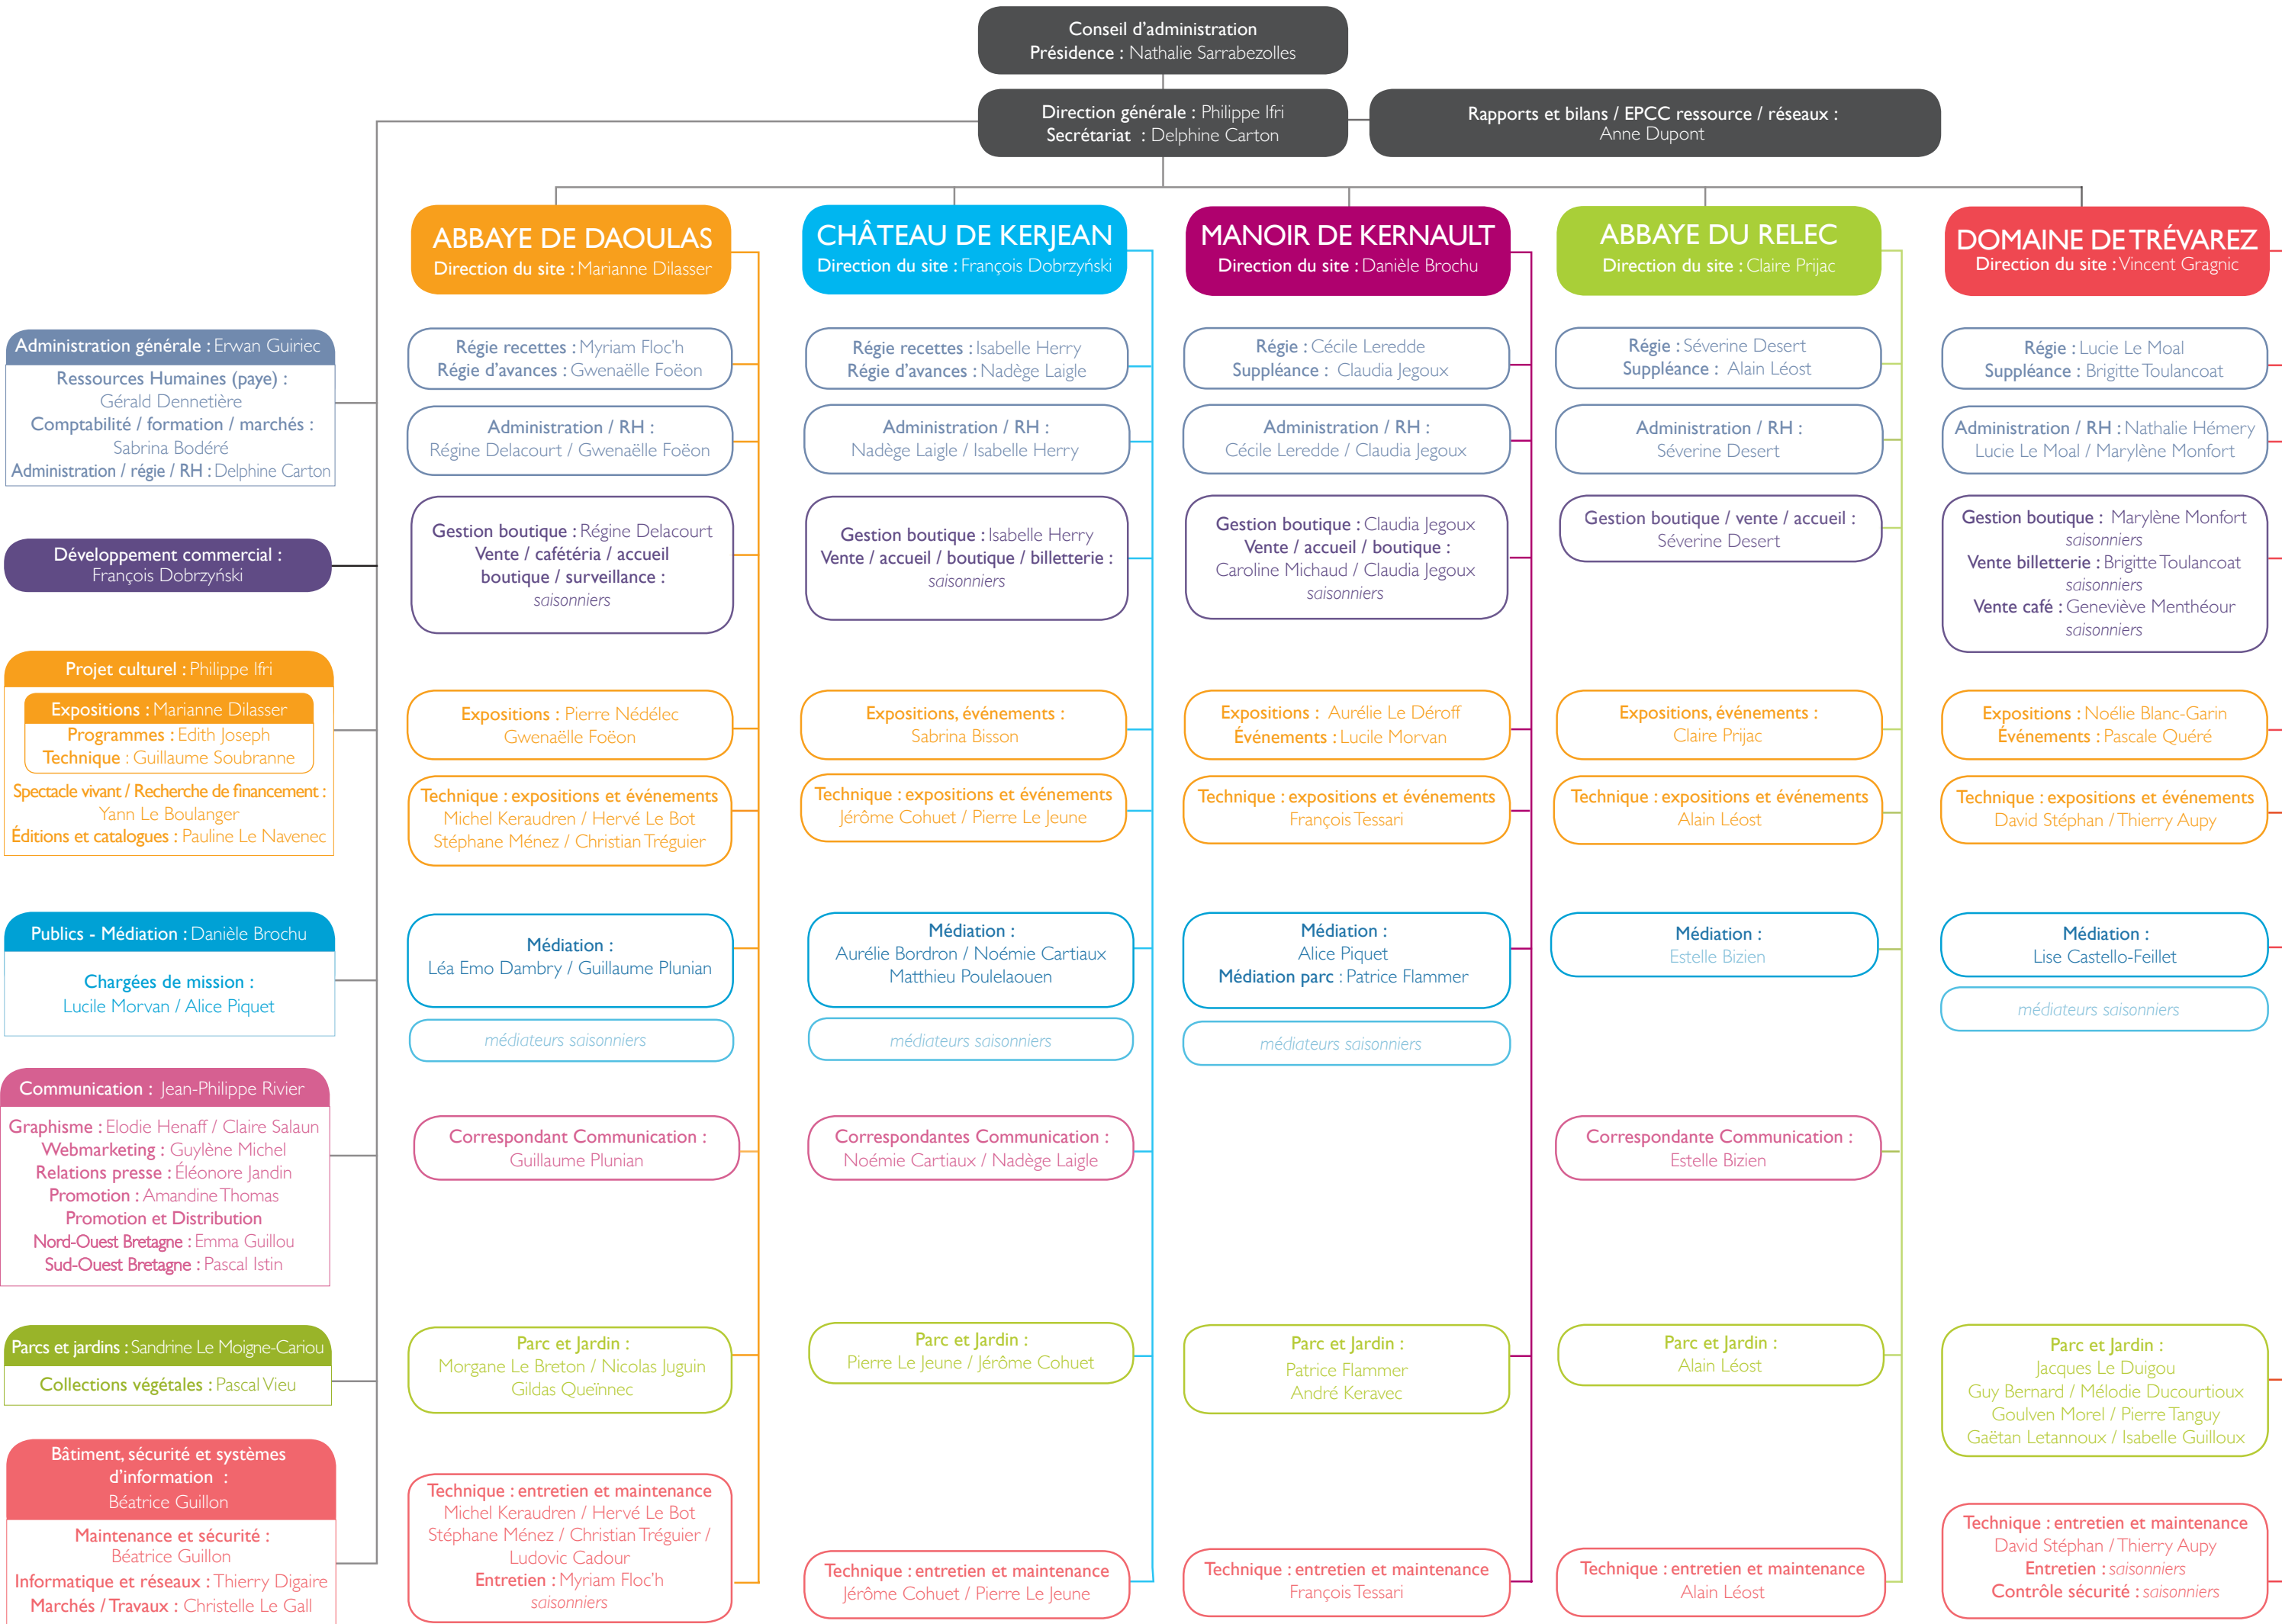 Conseil d'administration
Présidence : Nathalie Sarrabezolles
Direction générale : Philippe Ifri
Secrétariat : Delphine Carton
Rapports et bilans / EPCC ressource / réseaux :
Anne Dupont
Administration générale : Erwan Guiriec
Ressources Humaines (paye) :
Gérald Dennetière
Comptabilité / formation / marchés :
Sabrina Bodéré
Administration / régie / RH : Delphine Carton
Développement commercial :
François Dobrzyński
Projet culturel : Philippe Ifri
Expositions : Marianne Dilasser
Programmes : Edith Joseph
Technique : Guillaume Soubranne
Spectacle vivant / Recherche de financement :
Yann Le Boulanger
Éditions et catalogues : Pauline Le Navenec
Publics - Médiation : Danièle Brochu
Chargées de mission :
Lucile Morvan / Alice Piquet
Communication : Jean-Philippe Rivier
Graphisme : Elodie Henaff / Claire Salaun
Webmarketing : Guylène Michel
Relations presse : Éléonore Jandin
Promotion : Amandine Thomas
Promotion et Distribution
Nord-Ouest Bretagne : Emma Guillou
Sud-Ouest Bretagne : Pascal Istin
Parcs et jardins : Sandrine Le Moigne-Cariou
Collections végétales : Pascal Vieu
Bâtiment, sécurité et systèmes
d'information :
Béatrice Guillon
Maintenance et sécurité :
Béatrice Guillon
Informatique et réseaux : Thierry Digaire
Marchés / Travaux : Christelle Le Gall
ABBAYE DE DAOULAS
Direction du site : Marianne Dilasser
Régie recettes : Myriam Floc'h
Régie d'avances : Gwenaëlle Foëon
Administration / RH :
Régine Delacourt / Gwenaëlle Foëon
Gestion boutique : Régine Delacourt
Vente / cafétéria / accueil
boutique / surveillance :
saisonniers
Expositions : Pierre Nédélec
Gwenaëlle Foëon
Technique : expositions et événements
Michel Keraudren / Hervé Le Bot
Stéphane Ménez / Christian Tréguier
Médiation :
Léa Emo Dambry / Guillaume Plunian
médiateurs saisonniers
Correspondant Communication :
Guillaume Plunian
Parc et Jardin :
Morgane Le Breton / Nicolas Juguin
Gildas Queïnnec
Technique : entretien et maintenance
Michel Keraudren / Hervé Le Bot
Stéphane Ménez / Christian Tréguier /
Ludovic Cadour
Entretien : Myriam Floc'h
saisonniers
CHÂTEAU DE KERJEAN
Direction du site : François Dobrzyński
Régie recettes : Isabelle Herry
Régie d'avances : Nadège Laigle
Administration / RH :
Nadège Laigle / Isabelle Herry
Gestion boutique : Isabelle Herry
Vente / accueil / boutique / billetterie :
saisonniers
Expositions, événements :
Sabrina Bisson
Technique : expositions et événements
Jérôme Cohuet / Pierre Le Jeune
Médiation :
Aurélie Bordron / Noémie Cartiaux
Matthieu Poulelaouen
médiateurs saisonniers
Correspondantes Communication :
Noémie Cartiaux / Nadège Laigle
Parc et Jardin :
Pierre Le Jeune / Jérôme Cohuet
Technique : entretien et maintenance
Jérôme Cohuet / Pierre Le Jeune
MANOIR DE KERNAULT
Direction du site : Danièle Brochu
Régie : Cécile Leredde
Suppléance : Claudia Jegoux
Administration / RH :
Cécile Leredde / Claudia Jegoux
Gestion boutique : Claudia Jegoux
Vente / accueil / boutique :
Caroline Michaud / Claudia Jegoux
saisonniers
Expositions : Aurélie Le Déroff
Événements : Lucile Morvan
Technique : expositions et événements
François Tessari
Médiation :
Alice Piquet
Médiation parc : Patrice Flammer
médiateurs saisonniers
Parc et Jardin :
Patrice Flammer
André Keravec
Technique : entretien et maintenance
François Tessari
ABBAYE DU RELEC
Direction du site : Claire Prijac
Régie : Séverine Desert
Suppléance : Alain Léost
Administration / RH :
Séverine Desert
Gestion boutique / vente / accueil :
Séverine Desert
Expositions, événements :
Claire Prijac
Technique : expositions et événements
Alain Léost
Médiation :
Estelle Bizien
Correspondante Communication :
Estelle Bizien
Parc et Jardin :
Alain Léost
Technique : entretien et maintenance
Alain Léost
DOMAINE DE TRÉVAREZ
Direction du site : Vincent Gragnic
Régie : Lucie Le Moal
Suppléance : Brigitte Toulancoat
Administration / RH : Nathalie Hémery
Lucie Le Moal / Marylène Monfort
Gestion boutique : Marylène Monfort
saisonniers
Vente billetterie : Brigitte Toulancoat
saisonniers
Vente café : Geneviève Menthéour
saisonniers
Expositions : Noélie Blanc-Garin
Événements : Pascale Quéré
Technique : expositions et événements
David Stéphan / Thierry Aupy
Médiation :
Lise Castello-Feillet
médiateurs saisonniers
Parc et Jardin :
Jacques Le Duigou
Guy Bernard / Mélodie Ducourtioux
Goulven Morel / Pierre Tanguy
Gaëtan Letannoux / Isabelle Guilloux
Technique : entretien et maintenance
David Stéphan / Thierry Aupy
Entretien : saisonniers
Contrôle sécurité : saisonniers